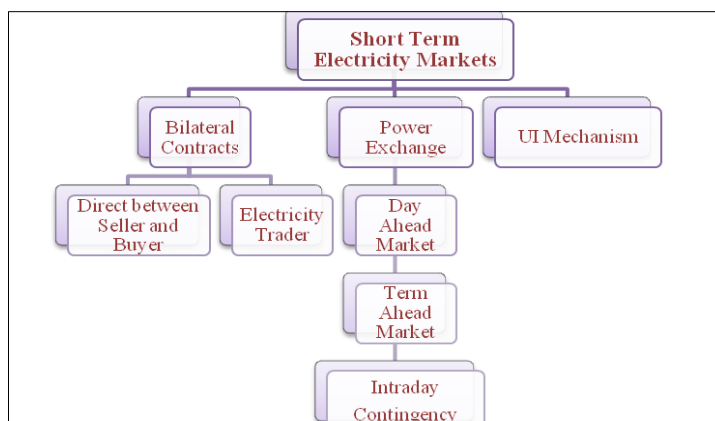 Short Term
Electricity Markets
Bilateral
Contracts
Power
Exchange
UI Mechanism
Direct between
Seller and
Buyer
Electricity
Trader
Day
Ahead
Market
Term
Ahead
Market
Intraday
Contingency